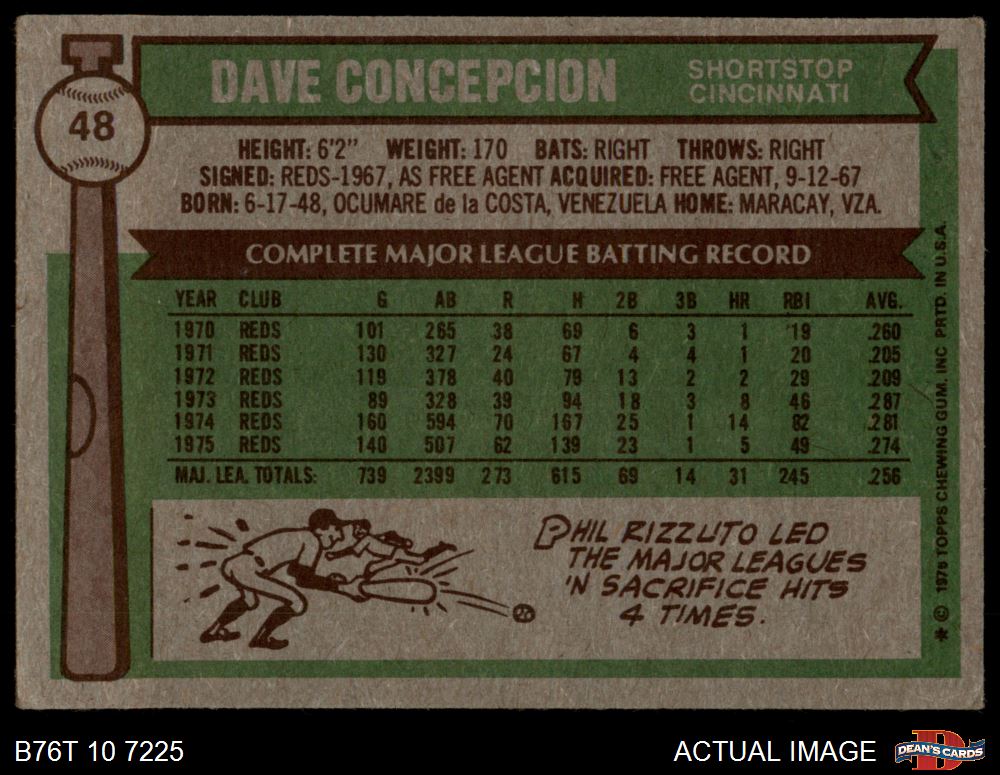 48
DAVE CONCEPCION
SHORTSTOP
CINCINNATI
HEIGHT: 6'2" WEIGHT: 170 BATS: RIGHT THROWS: RIGHT
SIGNED: REDS-1967, AS FREE AGENT ACQUIRED: FREE AGENT, 9-12-67
BORN: 6-17-48, OCUMARE de la COSTA, VENEZUELA HOME: MARACAY, VZA.
COMPLETE MAJOR LEAGUE BATTING RECORD
YEAR CLUB G AB R H 2B 3B HR RBI AVG.
1970 REDS 101 265 38 69 6 3 1 19 .260
1971 REDS 130 327 24 67 4 4 1 20 .205
1972 REDS 119 378 40 79 13 2 2 29 .209
1973 REDS 89 328 39 94 18 3 8 46 .287
1974 REDS 160 594 70 167 25 1 14 82 .281
1975 REDS 140 507 62 139 23 1 5 49 .274
MAJ. LEA. TOTALS: 739 2399 273 615 69 14 31 245 .256
PHIL RIZZUTO LED
THE MAJOR LEAGUES
'N SACRIFICE HITS
4 TIMES.
* © 1976 TOPPS CHEWING GUM. INC PRTD. IN U.S.A.
B76T 10 7225
ACTUAL IMAGE
D
DEAN'S CARDS